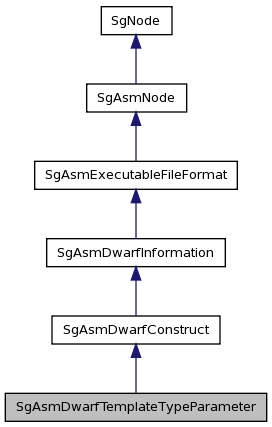 SgNode
SgAsmNode
SgAsmExecutableFileFormat
SgAsmDwarfInformation
SgAsmDwarfConstruct
SgAsmDwarfTemplateTypeParameter